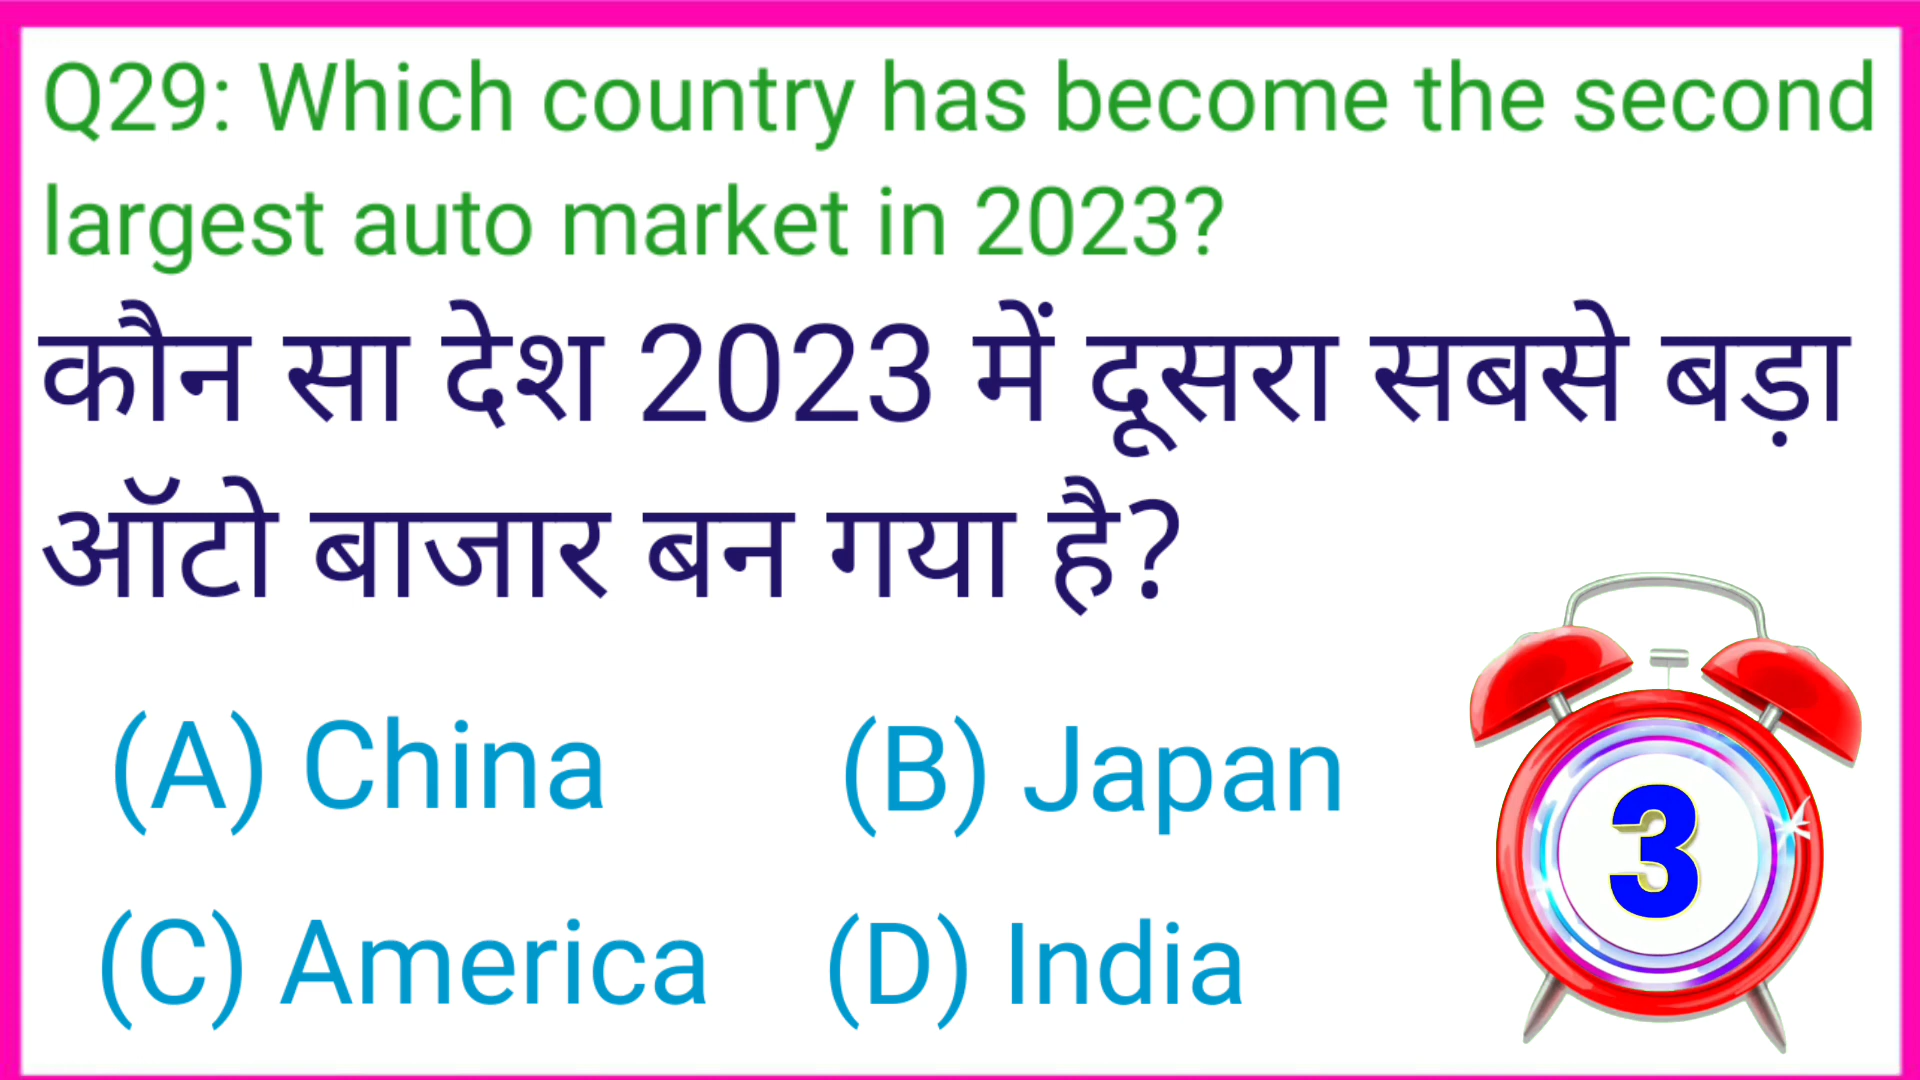 Q29: Which country has become the second
largest auto market in 2023?
कौन सा देश 2023 में दूसरा सबसे बड़ा
ऑटो बाजार बन गया है?
(A) China (B) Japan
3
(C) America (D) India